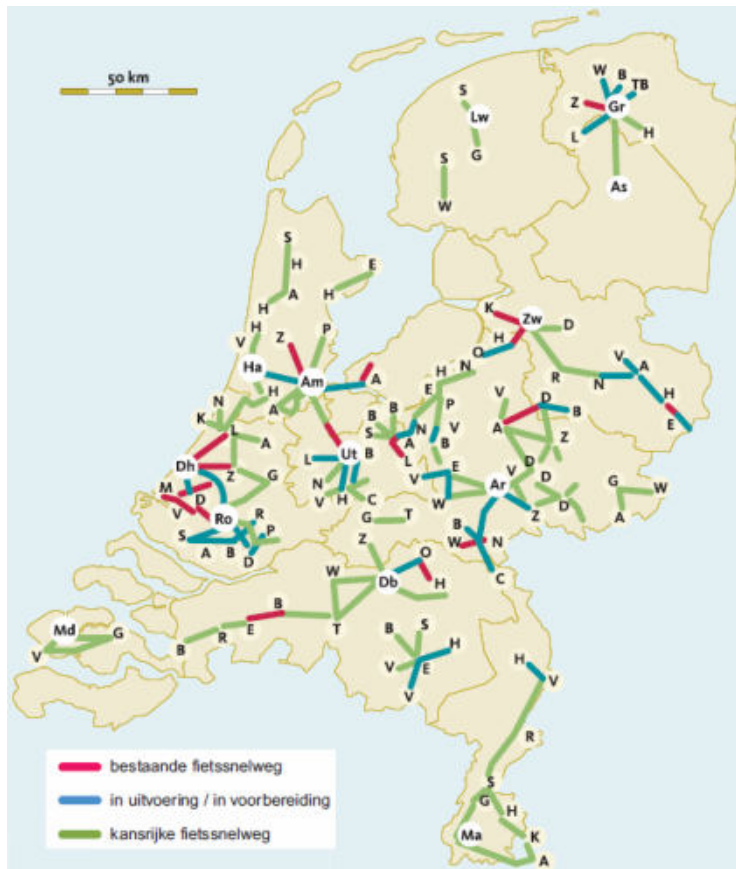 50 km
W B TB
Z Gr
L H
As
S
Lw
G
S
W
S
H
A
H
E
H
H
V
Z
P
Ha
Am
A
H
A
N
K
L
A
Dh
Z
G
M
D
V
Ro
R
S
A
B
P
D
K
Zw
D
H
O
N
H
R
N
V
A
H
E
E
P
B
B
S
A
N
V
B
L
V
D
B
A
Z
Ut
L
B
N
V
H
C
V
E
W
Ar
V
D
D
D
Z
G
W
A
G
T
B
W
N
C
Z
O
W
Db
H
T
B
E
R
B
Md
G
V
B
S
H
V
E
V
H
V
R
S
G
H
Ma
K
A
bestaande fietssnelweg
in uitvoering / in voorbereiding
kansrijke fietssnelweg